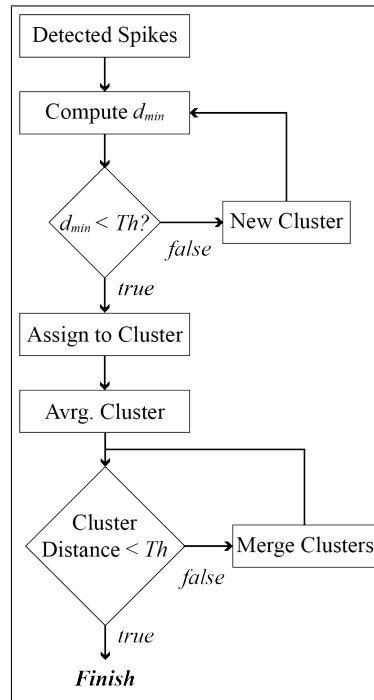 Detected Spikes
Compute d_min
d_min < Th?
false
New Cluster
true
Assign to Cluster
Avrg. Cluster
Cluster
Distance < Th
false
Merge Clusters
true
Finish